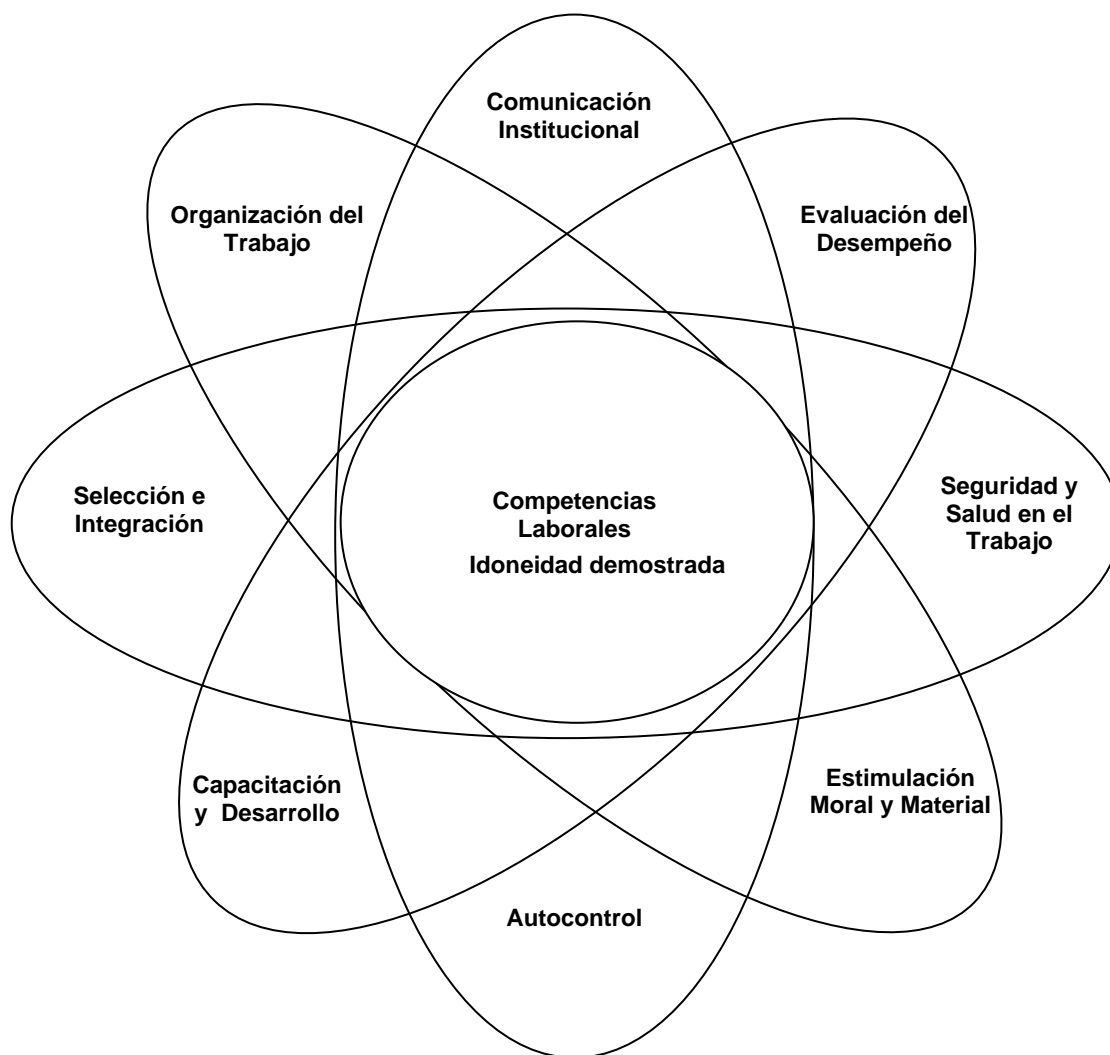 Comunicación
Institucional
Organización del
Trabajo
Evaluación del
Desempeño
Selección e
Integración
Competencias
Laborales
Idoneidad demostrada
Seguridad y
Salud en el
Trabajo
Capacitación
y Desarrollo
Estimulación
Moral y Material
Autocontrol